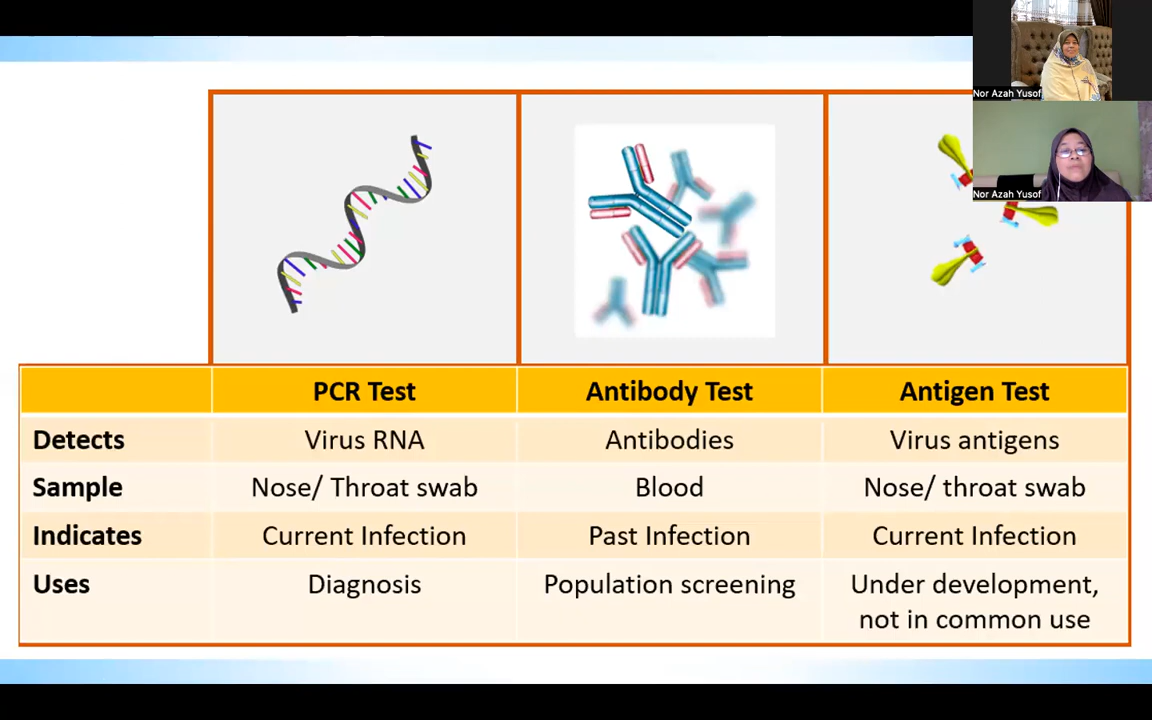 Nor Azah Yusof
Nor Azah Yusof
PCR Test Antibody Test Antigen Test
Detects Virus RNA Antibodies Virus antigens
Sample Nose/ Throat swab Blood Nose/ throat swab
Indicates Current Infection Past Infection Current Infection
Uses Diagnosis Population screening Under development,
not in common use